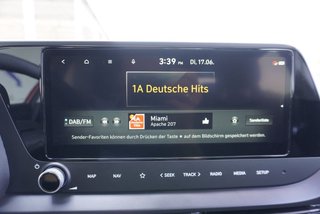 3:39 PM DI, 17.06.
1A Deutsche Hits
DAB/FM
1A
Miami
Apache 207
Senderliste
Sender-Favoriten können durch Drücken der Taste ★ auf dem Bildschirm gespeichert werden.
MAP NAV ★ < SEEK TRACK > RADIO MEDIA SETUP